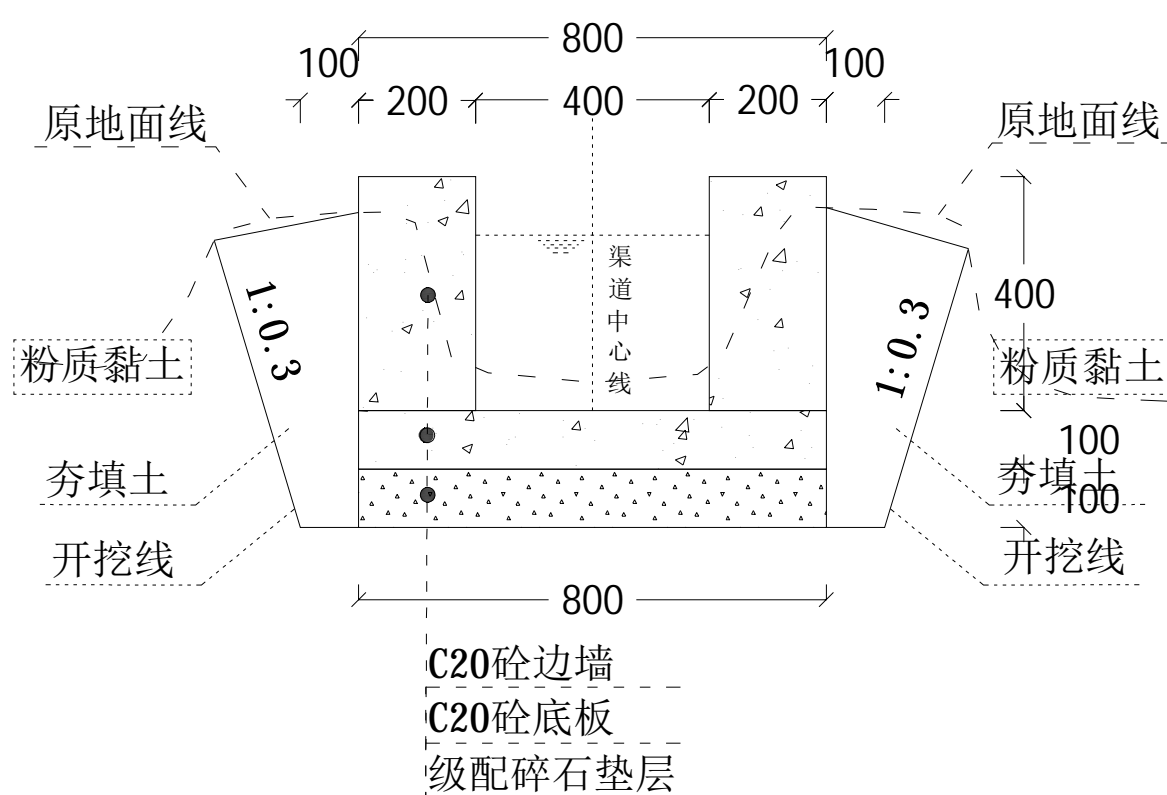 800
100
100
200
400
200
原地面线
原地面线
渠道中心线
400
1:0.3
1:0.3
粉质黏土
粉质黏土
100
夯填土
夯填土
100
开挖线
开挖线
800
C20砼边墙
C20砼底板
级配碎石垫层